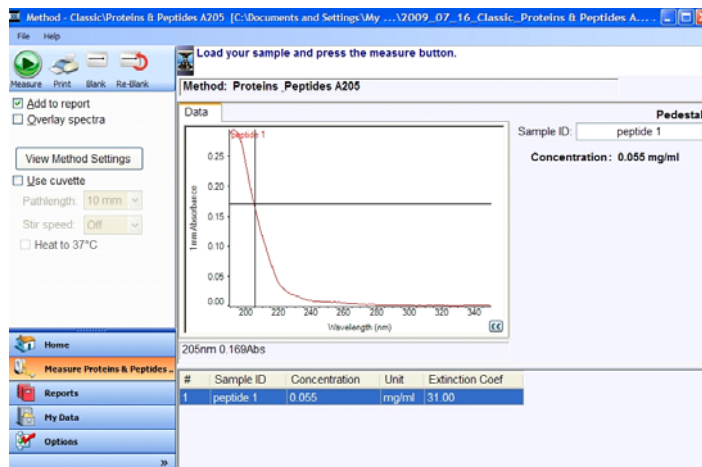 Method - Classic\Proteins & Peptides A205 [C:\Documents and Settings\My ...\2009_07_16_Classic_Proteins & Peptides A... .
File Help
Load your sample and press the measure button.
Measure Print Blank Re-Blank
Method: Proteins_Peptides A205
Add to report
Overlay spectra
Data
Pedestal
Sample ID: peptide 1
Concentration: 0.055 mg/ml
View Method Settings
Use cuvette
Pathlength: 10 mm
Stir speed: Off
Heat to 37°C
peptide 1
1mm Absorbance
0.25
0.20
0.15
0.10
0.05
0.00
200 220 240 260 280 300 320 340
Wavelength (nm)
205nm 0.169Abs
Home
Measure Proteins & Peptides ..
Reports
My Data
Options
»
# Sample ID Concentration Unit Extinction Coef
1 peptide 1 0.055 mg/ml 31.00